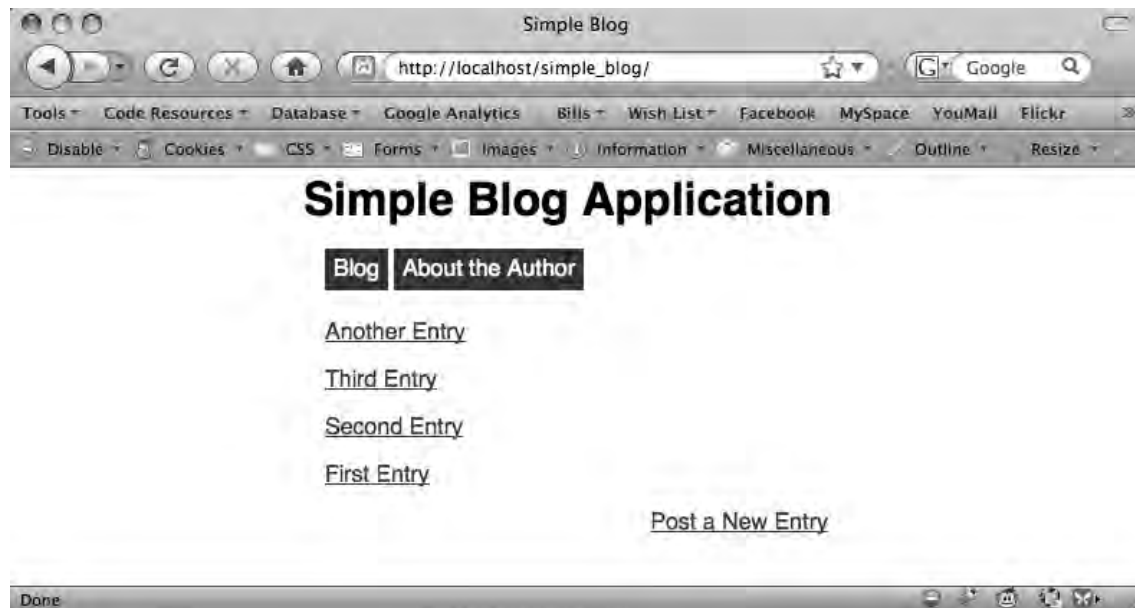 Simple Blog
http://localhost/simple_blog/ G Google
Tools Code Resources Database Google Analytics Bills Wish List Facebook MySpace YouMail Flickr »
Disable Cookies CSS Forms Images Information Miscellaneous Outline Resize
Simple Blog Application
Blog About the Author
Another Entry
Third Entry
Second Entry
First Entry
Post a New Entry
Done